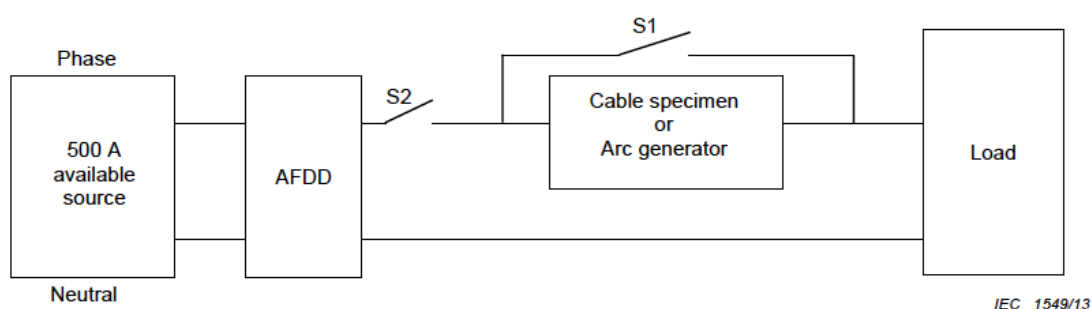 Phase
500 A
available
source
Neutral
AFDD
S2
S1
Cable specimen
or
Arc generator
Load
IEC 1549/13